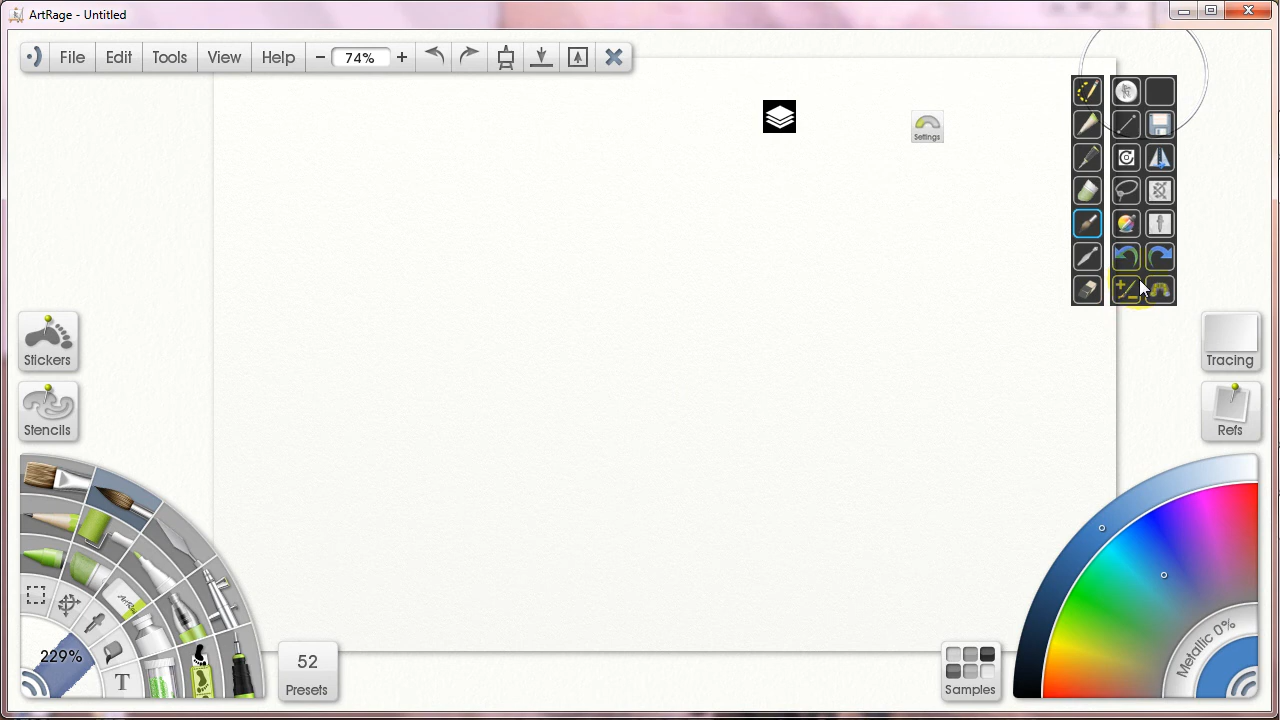 ArtRage - Untitled
File Edit Tools View Help − 74% +
Settings
Stickers
Tracing
Stencils
Refs
229%
T
52
Presets
Samples
Metallic 0%